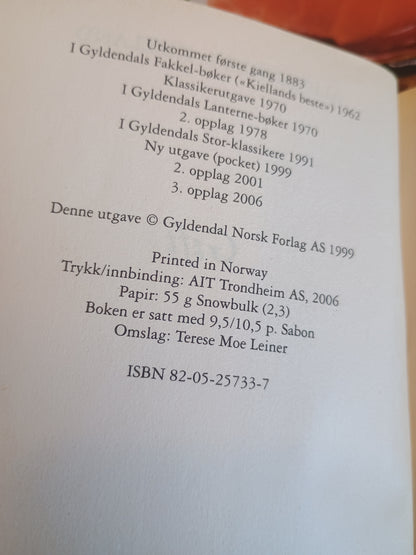 Utkommet første gang 1883
I Gyldendals Fakkel-bøker («Kiellands beste») 1962
Klassikerutgave 1970
I Gyldendals Lanterne-bøker 1970
2. opplag 1978
I Gyldendals Stor-klassikere 1991
Ny utgave (pocket) 1999
2. opplag 2001
3. opplag 2006
Denne utgave © Gyldendal Norsk Forlag AS 1999
Printed in Norway
Trykk/innbinding: AIT Trondheim AS, 2006
Papir: 55 g Snowbulk (2,3)
Boken er satt med 9,5/10,5 p. Sabon
Omslag: Terese Moe Leiner
ISBN 82-05-25733-7